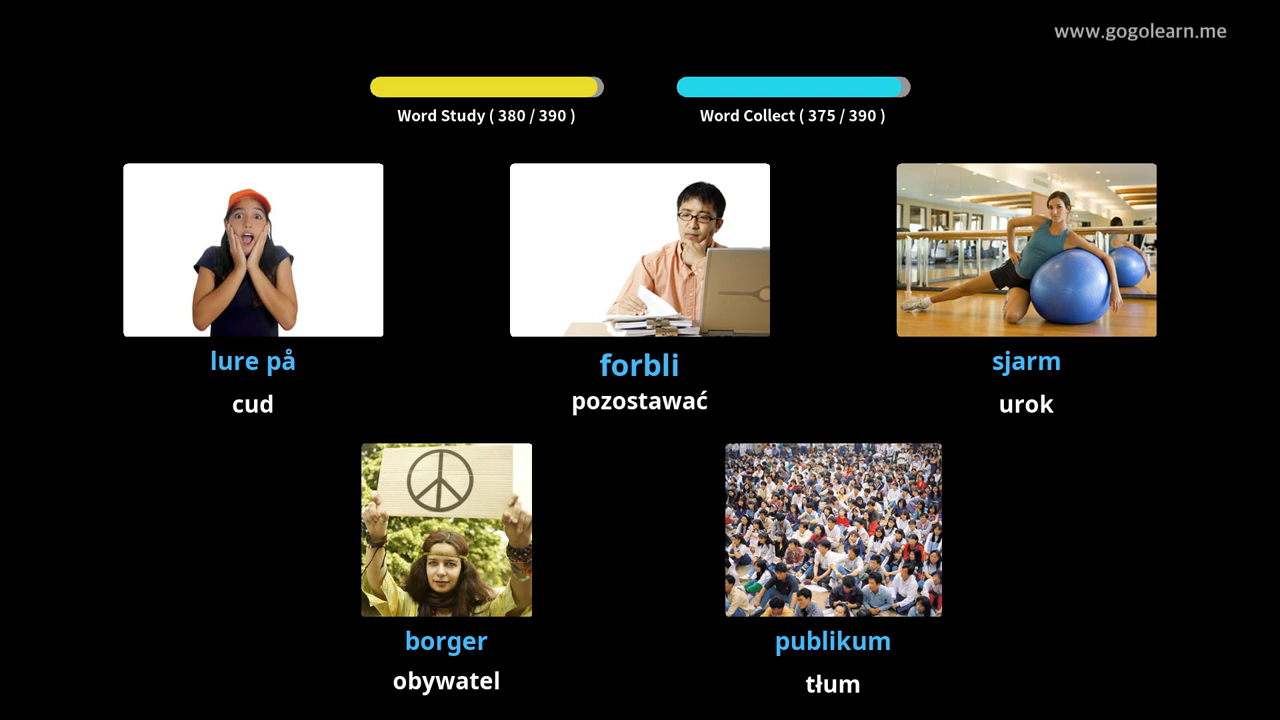 www.gogolearn.me
Word Study ( 380 / 390 )
Word Collect ( 375 / 390 )
lure på
cud
forbli
pozostawać
sjarm
urok
borger
obywatel
publikum
tłum